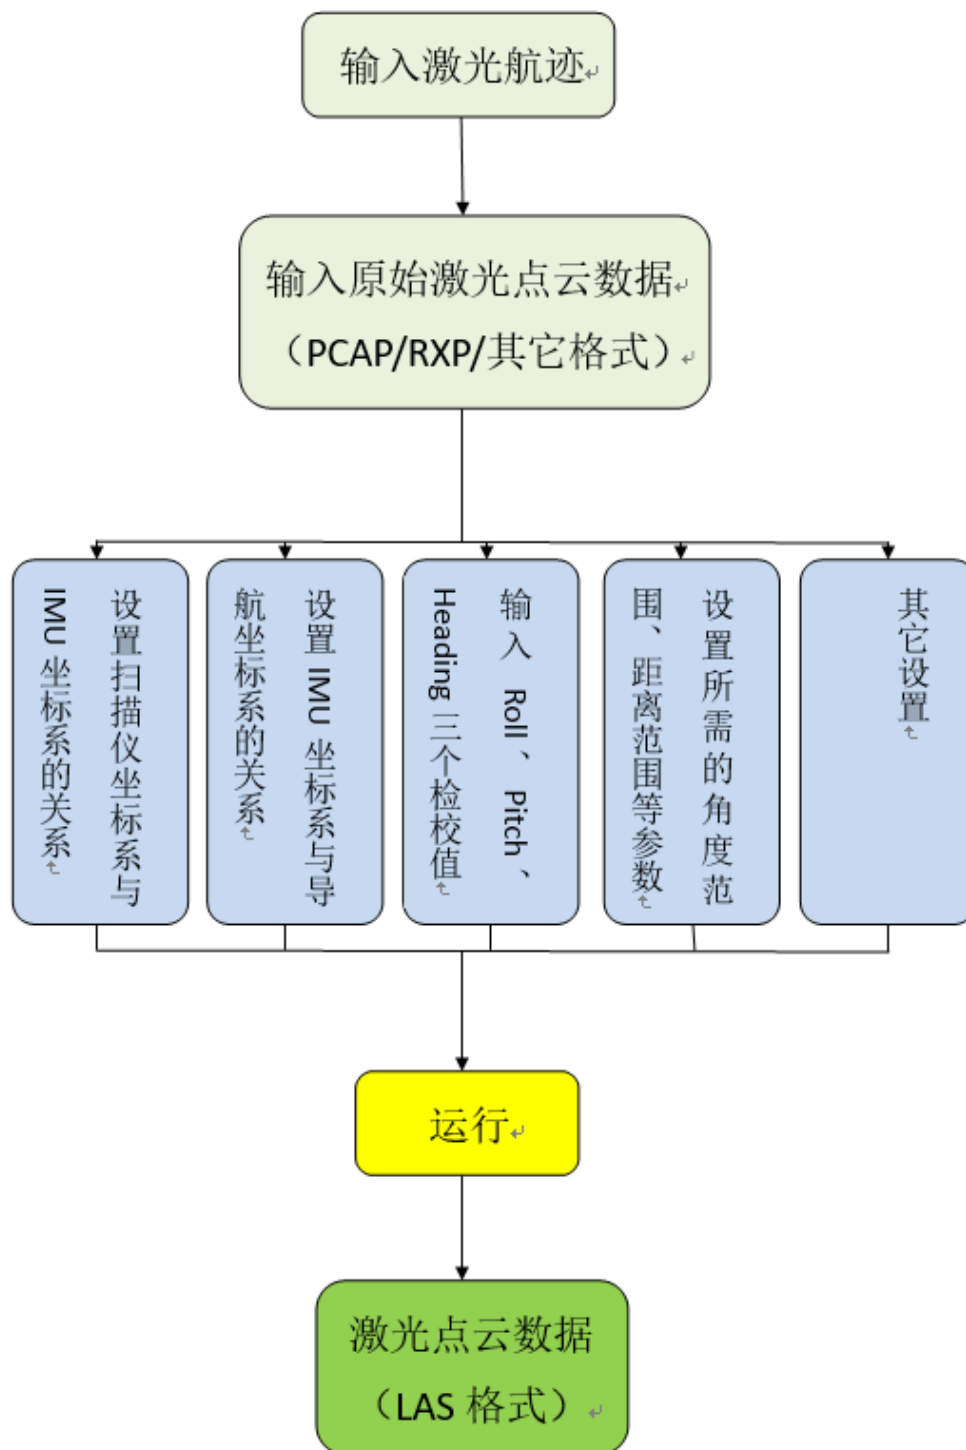 输入激光航迹
输入原始激光点云数据
（PCAP/RXP/其它格式）
设置扫描仪坐标系与
IMU 坐标系的关系
设置 IMU 坐标系与导
航坐标系的关系
输入 Roll、Pitch、
Heading 三个检校值
设置所需的角度范
围、距离范围等参数
其它设置
运行
激光点云数据
（LAS 格式）